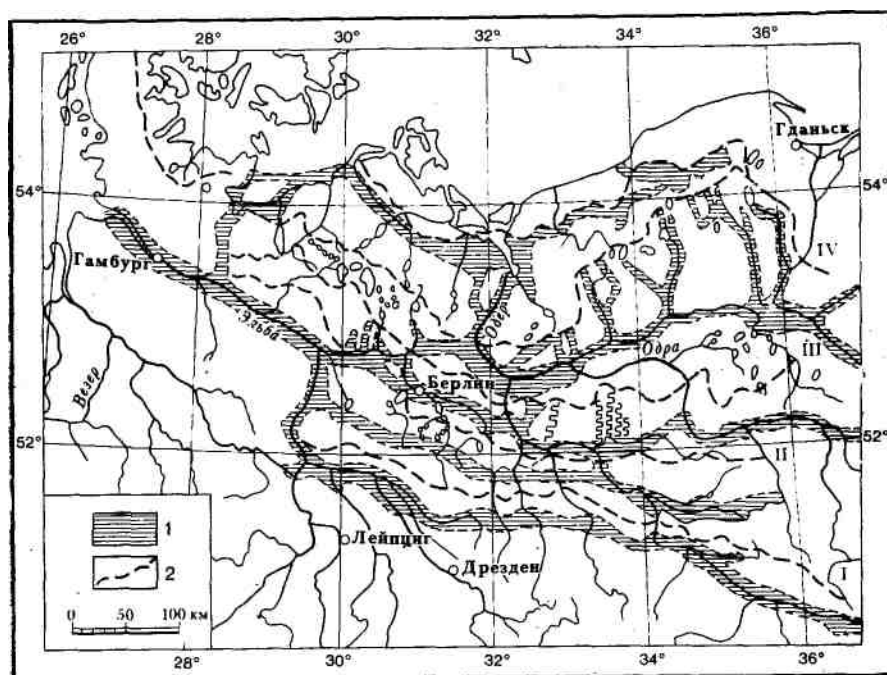 26° 28° 30° 32° 34° 36°
Гданьск
54° 54°
Гамбург
IV
Эльба
Одер
Одра
III
Везер
Берлин
52° 52°
II
1
2
Лейпциг
Дрезден
I
0 50 100 км
28° 30° 32° 34° 36°